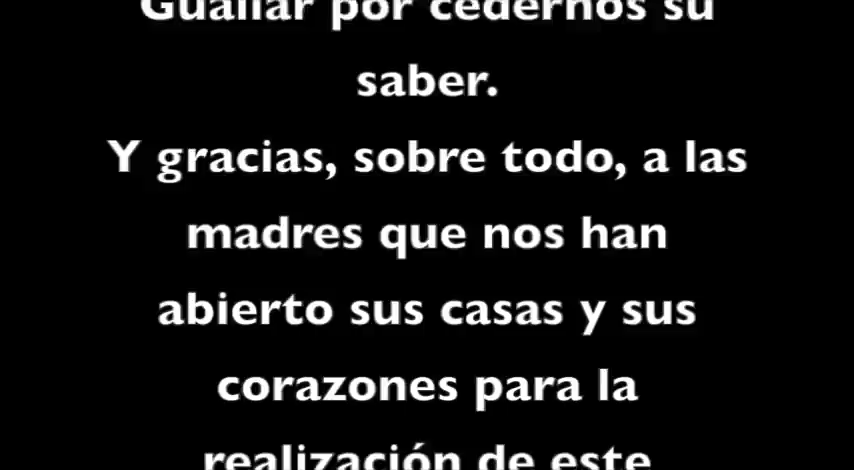 Guallar por cedernos su
saber.
Y gracias, sobre todo, a las
madres que nos han
abierto sus casas y sus
corazones para la
realización de este